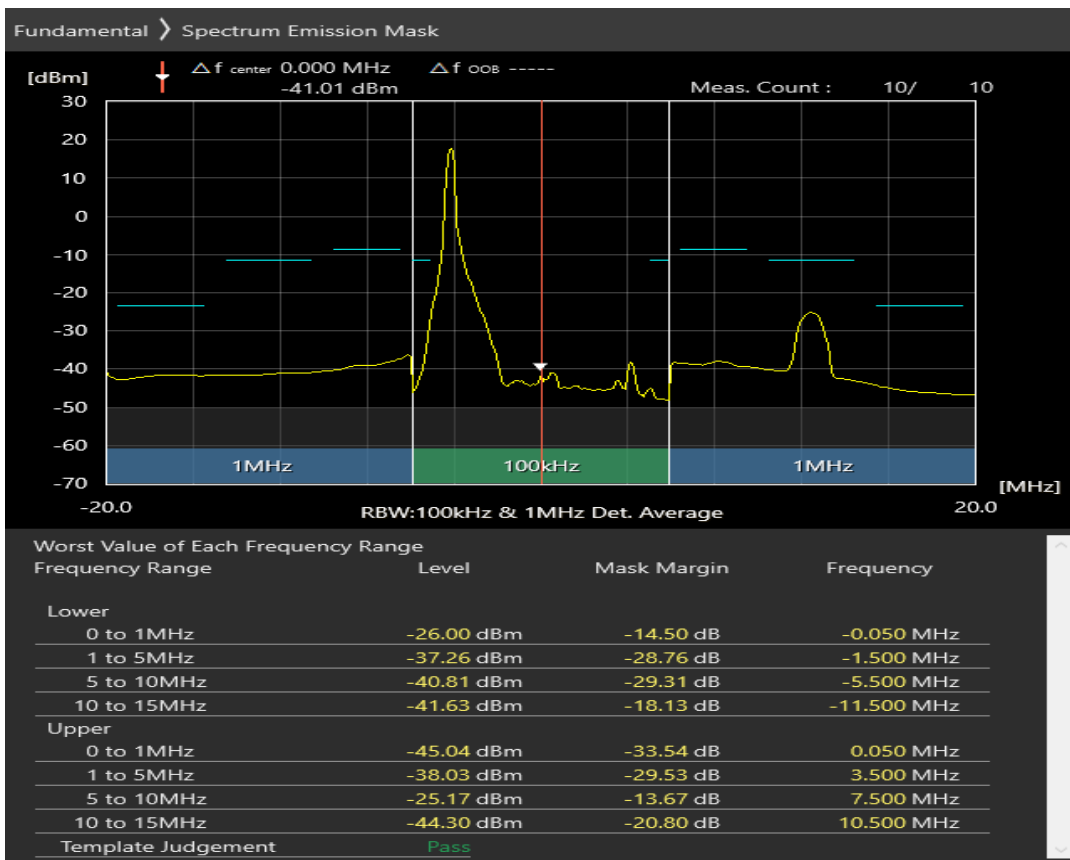 Fundamental 〉 Spectrum Emission Mask
[dBm] △f center 0.000 MHz △f OOB -----
-41.01 dBm Meas. Count : 10/ 10
30
20
10
0
-10
-20
-30
-40
-50
-60
1MHz 100kHz 1MHz
-70 [MHz]
-20.0 RBW:100kHz & 1MHz Det. Average 20.0
Worst Value of Each Frequency Range
Frequency Range Level Mask Margin Frequency
Lower
0 to 1MHz -26.00 dBm -14.50 dB -0.050 MHz
1 to 5MHz -37.26 dBm -28.76 dB -1.500 MHz
5 to 10MHz -40.81 dBm -29.31 dB -5.500 MHz
10 to 15MHz -41.63 dBm -18.13 dB -11.500 MHz
Upper
0 to 1MHz -45.04 dBm -33.54 dB 0.050 MHz
1 to 5MHz -38.03 dBm -29.53 dB 3.500 MHz
5 to 10MHz -25.17 dBm -13.67 dB 7.500 MHz
10 to 15MHz -44.30 dBm -20.80 dB 10.500 MHz
Template Judgement Pass